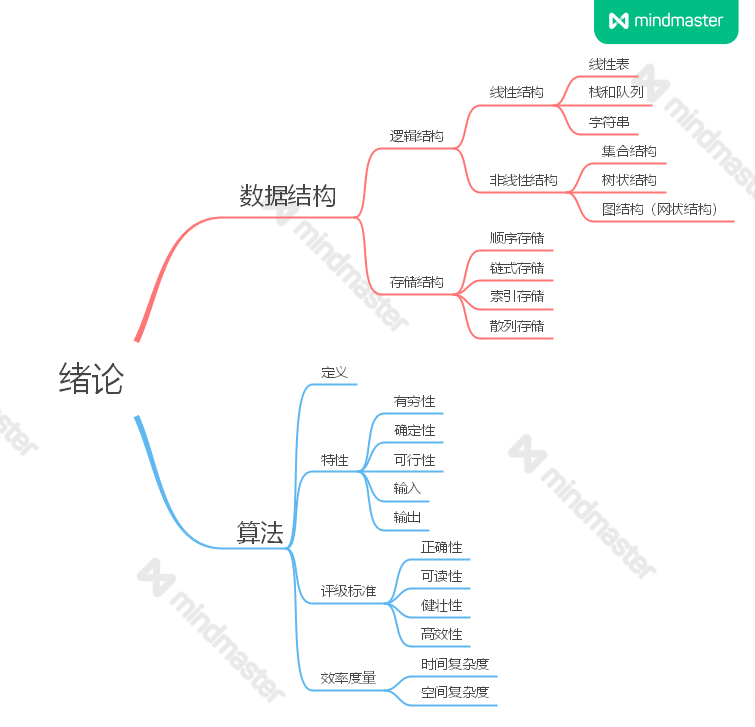 mindmaster
绪论
数据结构
逻辑结构
线性结构
线性表
栈和队列
字符串
非线性结构
集合结构
树状结构
图结构（网状结构）
存储结构
顺序存储
链式存储
索引存储
散列存储
算法
定义
特性
有穷性
确定性
可行性
输入
输出
评级标准
正确性
可读性
健壮性
高效性
效率度量
时间复杂度
空间复杂度
mindmaster
mindmaster
mindmaster
mindmaster
master